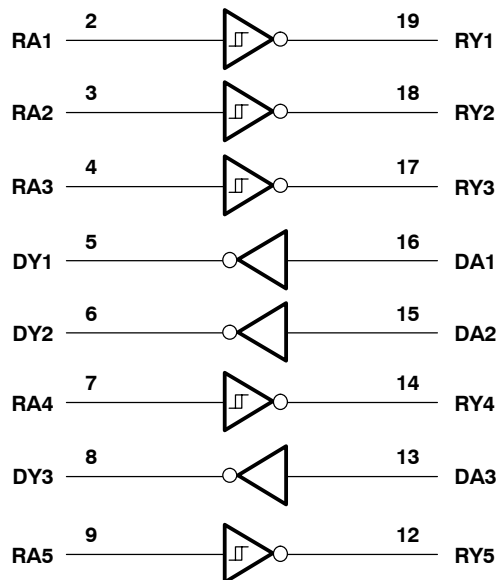 RA1 2 19 RY1
RA2 3 18 RY2
RA3 4 17 RY3
DY1 5 16 DA1
DY2 6 15 DA2
RA4 7 14 RY4
DY3 8 13 DA3
RA5 9 12 RY5